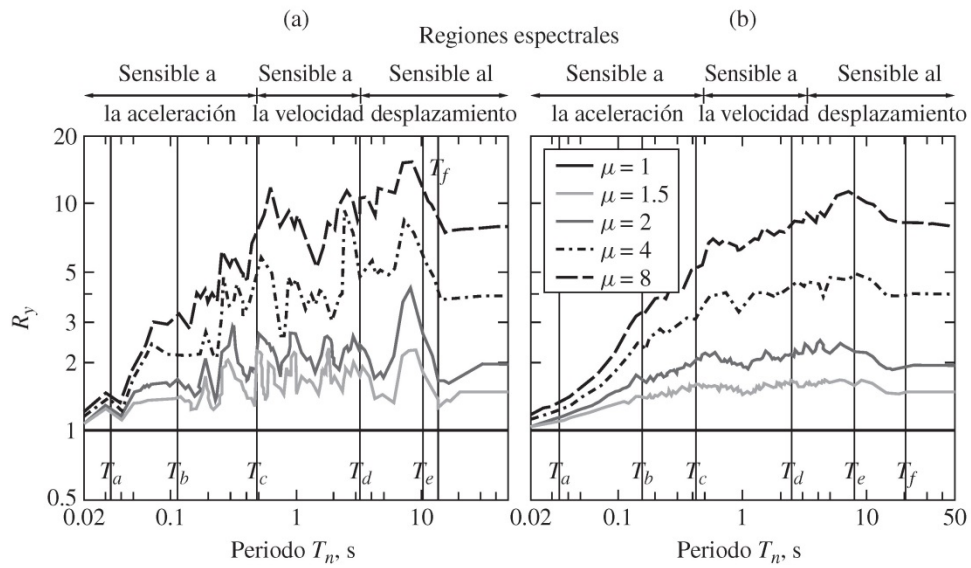 (a) (b)
Regiones espectrales
Sensible a Sensible a Sensible al Sensible a Sensible a Sensible al
la aceleración la velocidad desplazamiento la aceleración la velocidad desplazamiento
20
10
5
3
2
1
0.5
R_y
T_f
μ = 1
μ = 1.5
μ = 2
μ = 4
μ = 8
T_a T_b T_c T_d T_e T_a T_b T_c T_d T_e T_f
0.02 0.1 1 10 50 0.02 0.1 1 10 50
Periodo T_n, s Periodo T_n, s